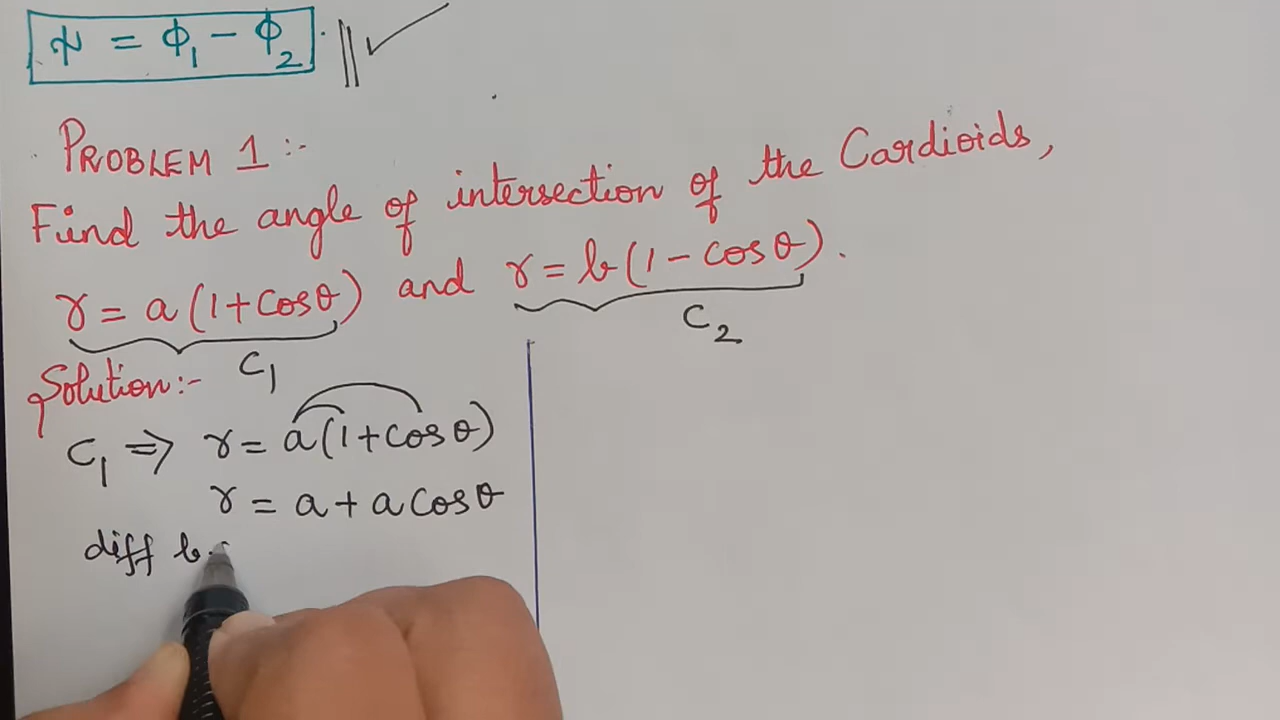 ψ = Φ₁ - Φ₂
PROBLEM 1 :-
Find the angle of intersection of the Cardioids,
r = a(1+cosθ) and r = b(1-cosθ).
C₁ C₂
Solution:-
C₁ ⇒ r = a(1+cosθ)
r = a + a cosθ
diff b